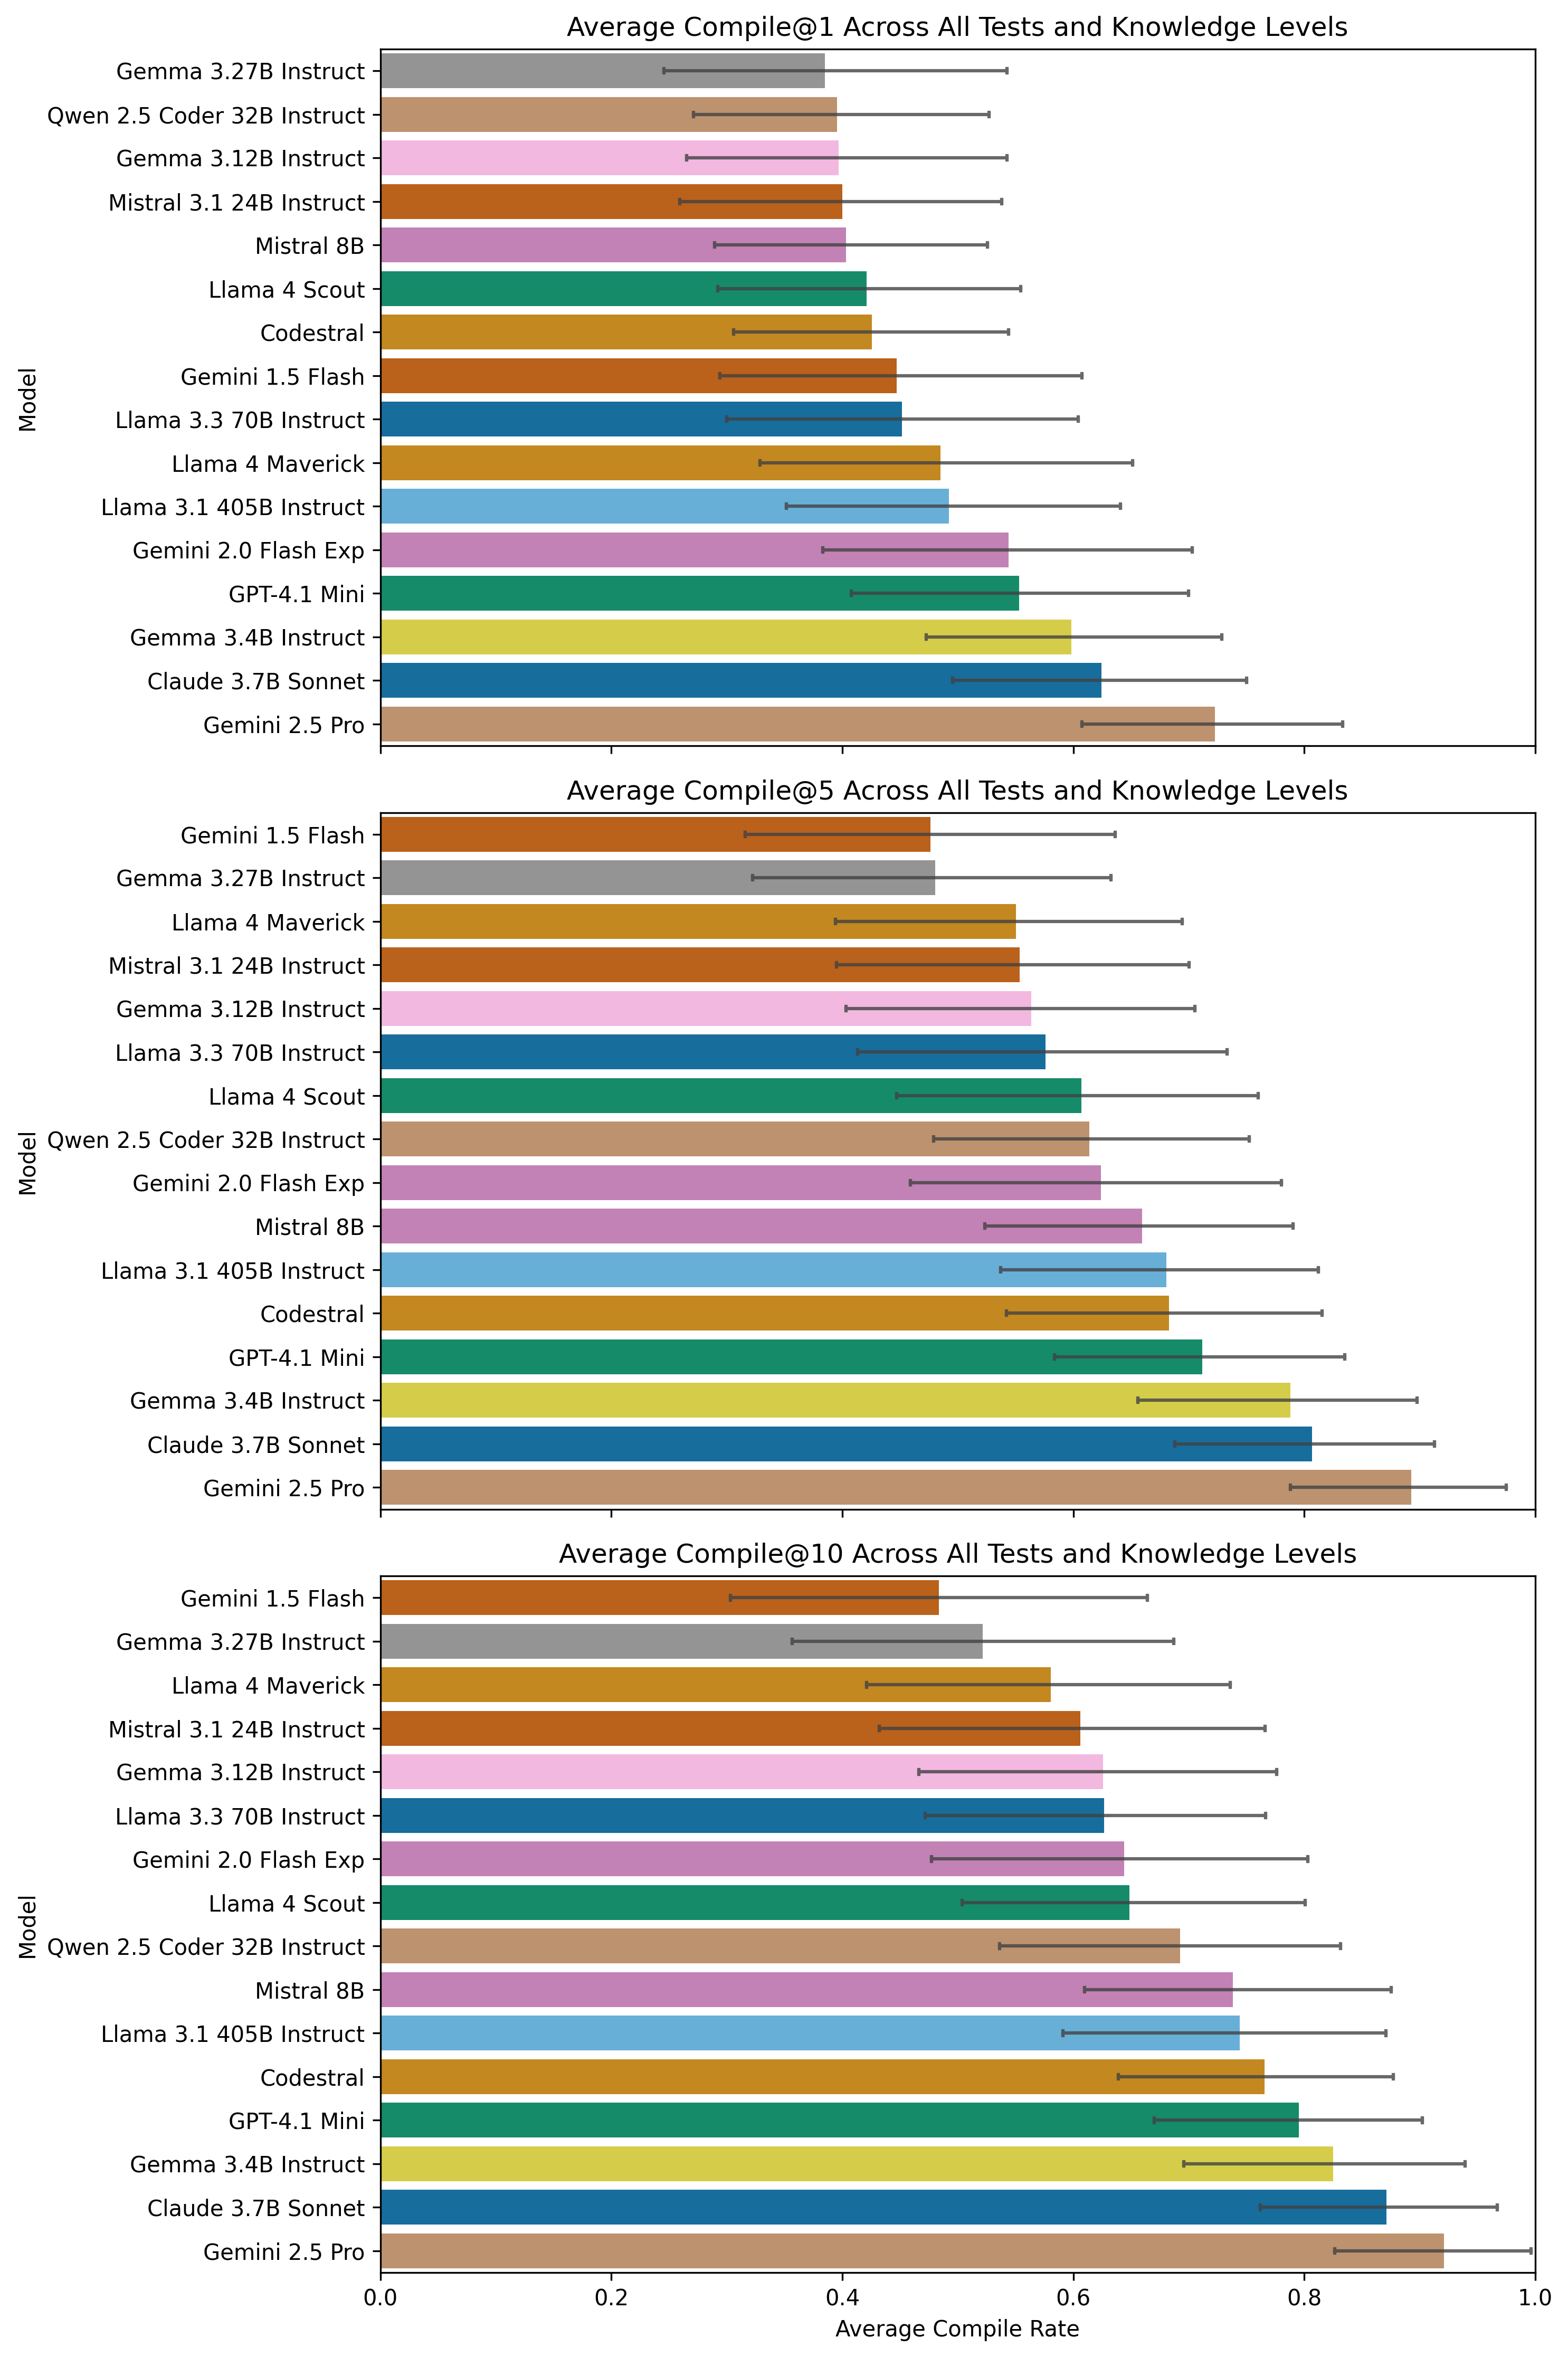 Average Compile@1 Across All Tests and Knowledge Levels
Gemma 3.27B Instruct
Qwen 2.5 Coder 32B Instruct
Gemma 3.12B Instruct
Mistral 3.1 24B Instruct
Mistral 8B
Llama 4 Scout
Codestral
Gemini 1.5 Flash
Llama 3.3 70B Instruct
Llama 4 Maverick
Llama 3.1 405B Instruct
Gemini 2.0 Flash Exp
GPT-4.1 Mini
Gemma 3.4B Instruct
Claude 3.7B Sonnet
Gemini 2.5 Pro
Model
Average Compile@5 Across All Tests and Knowledge Levels
Gemini 1.5 Flash
Gemma 3.27B Instruct
Llama 4 Maverick
Mistral 3.1 24B Instruct
Gemma 3.12B Instruct
Llama 3.3 70B Instruct
Llama 4 Scout
Qwen 2.5 Coder 32B Instruct
Gemini 2.0 Flash Exp
Mistral 8B
Llama 3.1 405B Instruct
Codestral
GPT-4.1 Mini
Gemma 3.4B Instruct
Claude 3.7B Sonnet
Gemini 2.5 Pro
Model
Average Compile@10 Across All Tests and Knowledge Levels
Gemini 1.5 Flash
Gemma 3.27B Instruct
Llama 4 Maverick
Mistral 3.1 24B Instruct
Gemma 3.12B Instruct
Llama 3.3 70B Instruct
Gemini 2.0 Flash Exp
Llama 4 Scout
Qwen 2.5 Coder 32B Instruct
Mistral 8B
Llama 3.1 405B Instruct
Codestral
GPT-4.1 Mini
Gemma 3.4B Instruct
Claude 3.7B Sonnet
Gemini 2.5 Pro
Model
0.0 0.2 0.4 0.6 0.8 1.0
Average Compile Rate